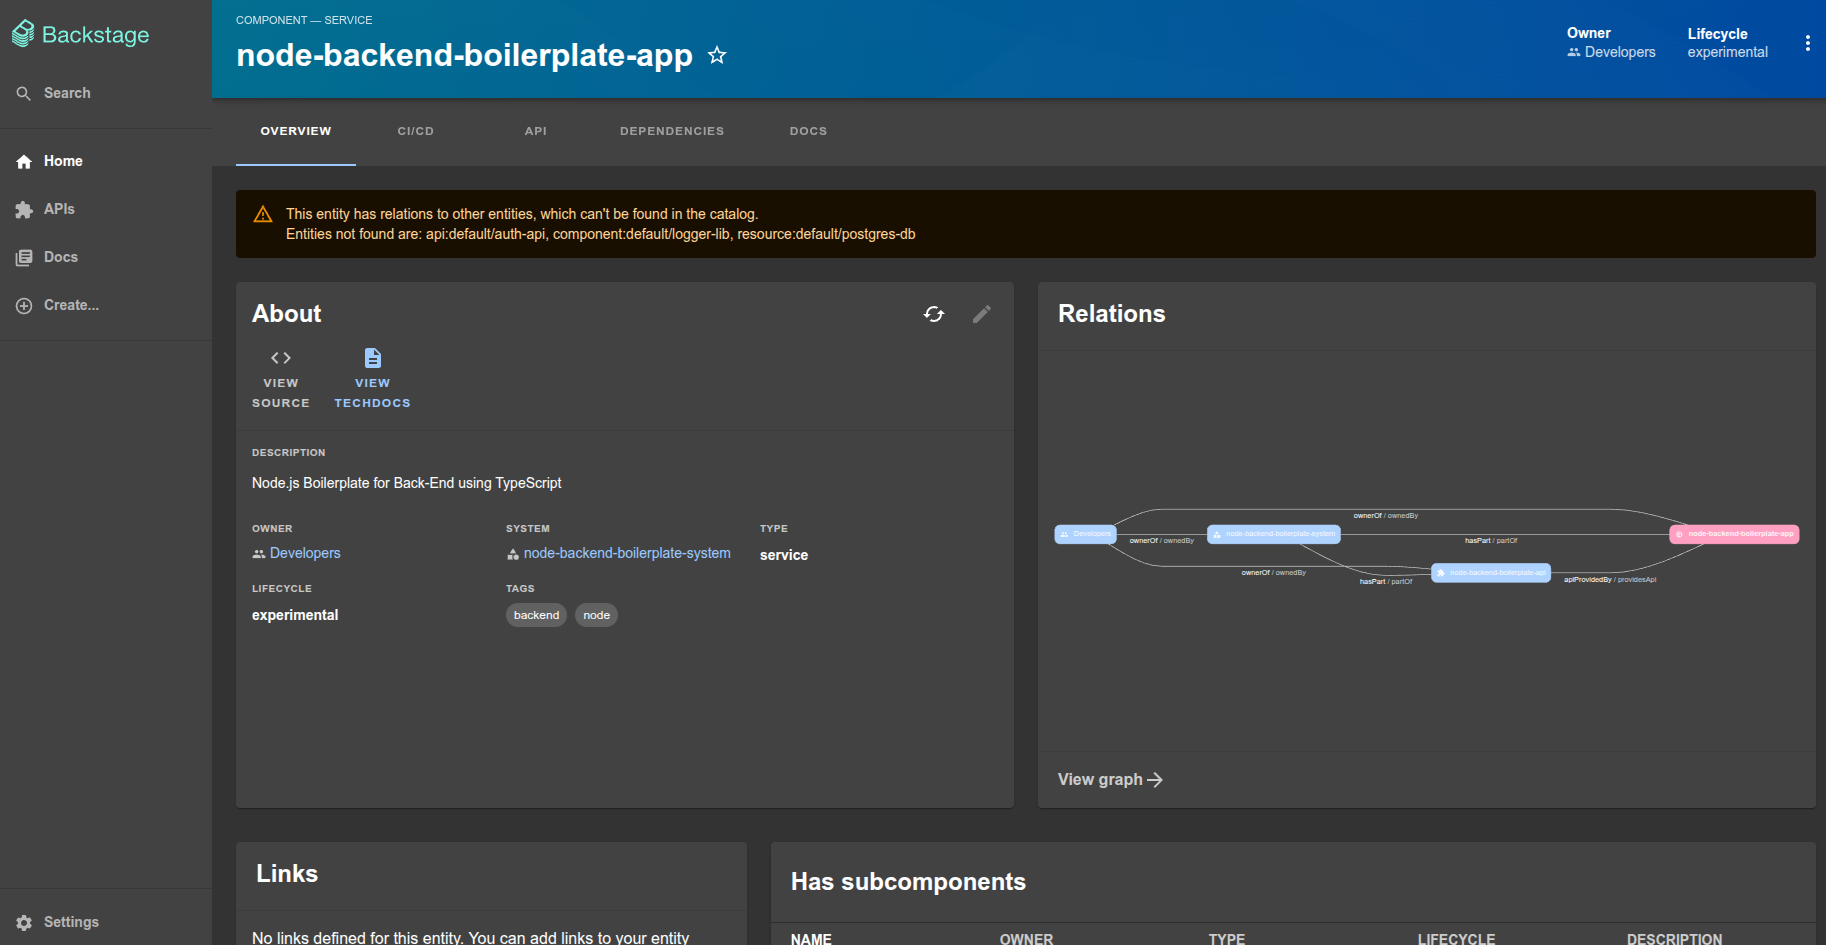 Backstage
Search
Home
APIs
Docs
Create...
Settings
COMPONENT — SERVICE
node-backend-boilerplate-app
Owner
Developers
Lifecycle
experimental
OVERVIEW
CI/CD
API
DEPENDENCIES
DOCS
This entity has relations to other entities, which can't be found in the catalog.
Entities not found are: api:default/auth-api, component:default/logger-lib, resource:default/postgres-db
About
VIEW
SOURCE
VIEW
TECHDOCS
DESCRIPTION
Node.js Boilerplate for Back-End using TypeScript
OWNER
Developers
SYSTEM
node-backend-boilerplate-system
TYPE
service
LIFECYCLE
experimental
TAGS
backend
node
Relations
ownerOf / ownedBy
Developers
ownerOf / ownedBy
node-backend-boilerplate-system
hasPart / partOf
node-backend-boilerplate-app
ownerOf / ownedBy
hasPart / partOf
node-backend-boilerplate-api
apiProvidedBy / providesApi
View graph
Links
No links defined for this entity. You can add links to your entity
Has subcomponents
NAME
OWNER
TYPE
LIFECYCLE
DESCRIPTION